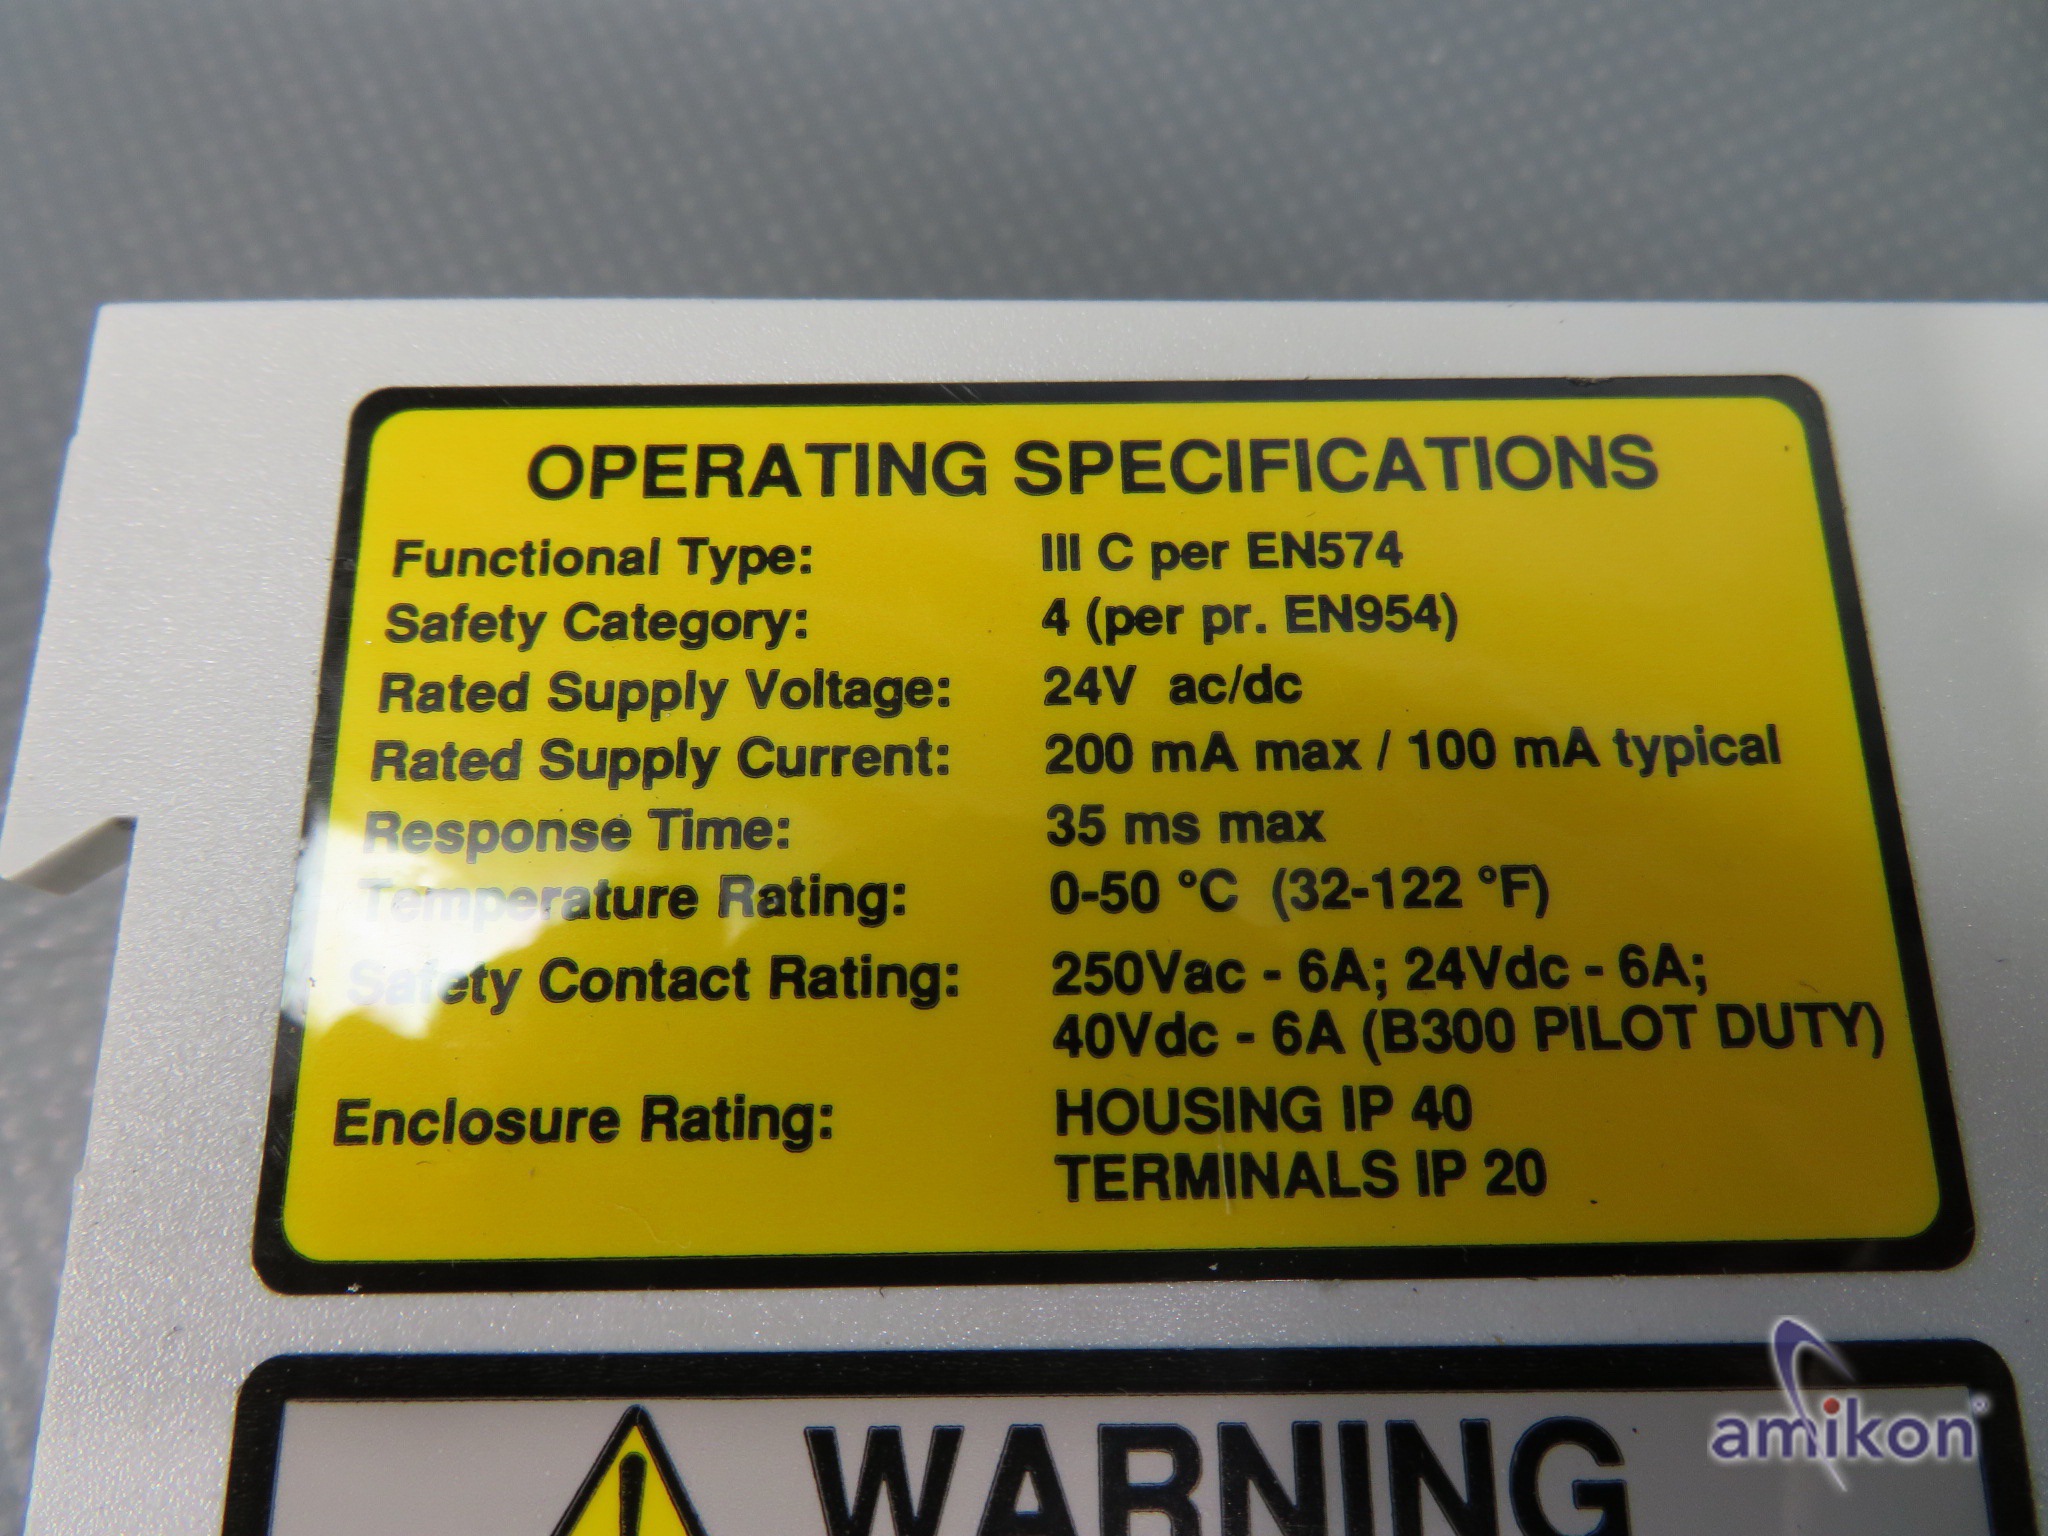 OPERATING SPECIFICATIONS
Functional Type: III C per EN574
Safety Category: 4 (per pr. EN954)
Rated Supply Voltage: 24V ac/dc
Rated Supply Current: 200 mA max / 100 mA typical
Response Time: 35 ms max
Temperature Rating: 0-50 °C (32-122 °F)
Safety Contact Rating: 250Vac - 6A; 24Vdc - 6A;
40Vdc - 6A (B300 PILOT DUTY)
Enclosure Rating: HOUSING IP 40
TERMINALS IP 20
WARNING
amikon®